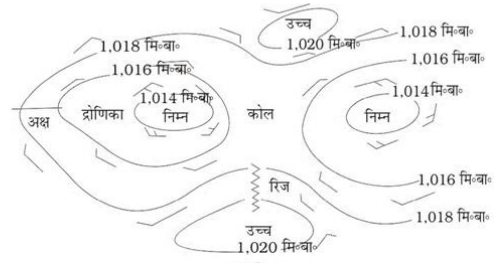 उच्च
1,018 मि॰बा॰
1,020 मि॰बा॰
1,018 मि॰बा॰
1,016 मि॰बा॰
1,016 मि॰बा॰
1,014 मि॰बा॰
1,014 मि॰बा॰
अक्ष
द्रोणिका
निम्न
कोल
निम्न
रिज
1,016 मि॰बा॰
1,018 मि॰बा॰
उच्च
1,020 मि॰बा॰